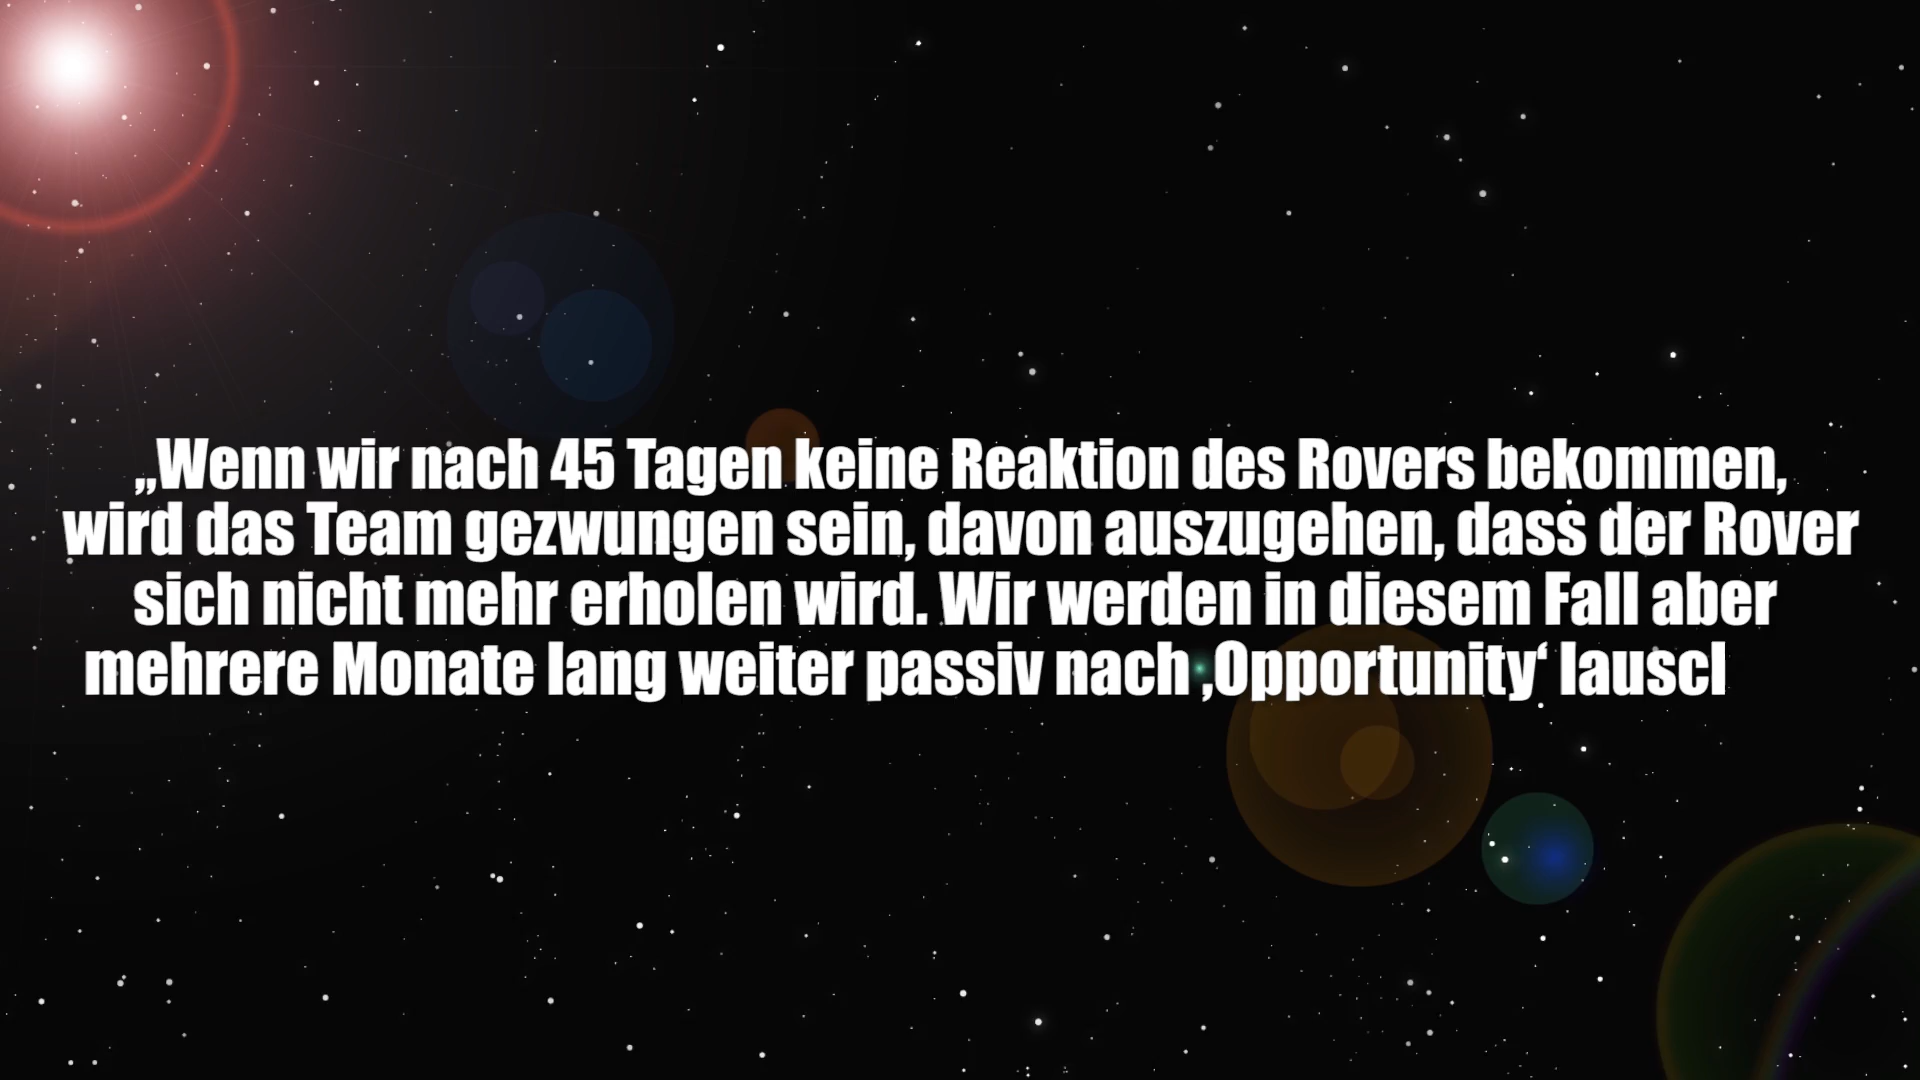 „Wenn wir nach 45 Tagen keine Reaktion des Rovers bekommen,
wird das Team gezwungen sein, davon auszugehen, dass der Rover
sich nicht mehr erholen wird. Wir werden in diesem Fall aber
mehrere Monate lang weiter passiv nach ‚Opportunity‘